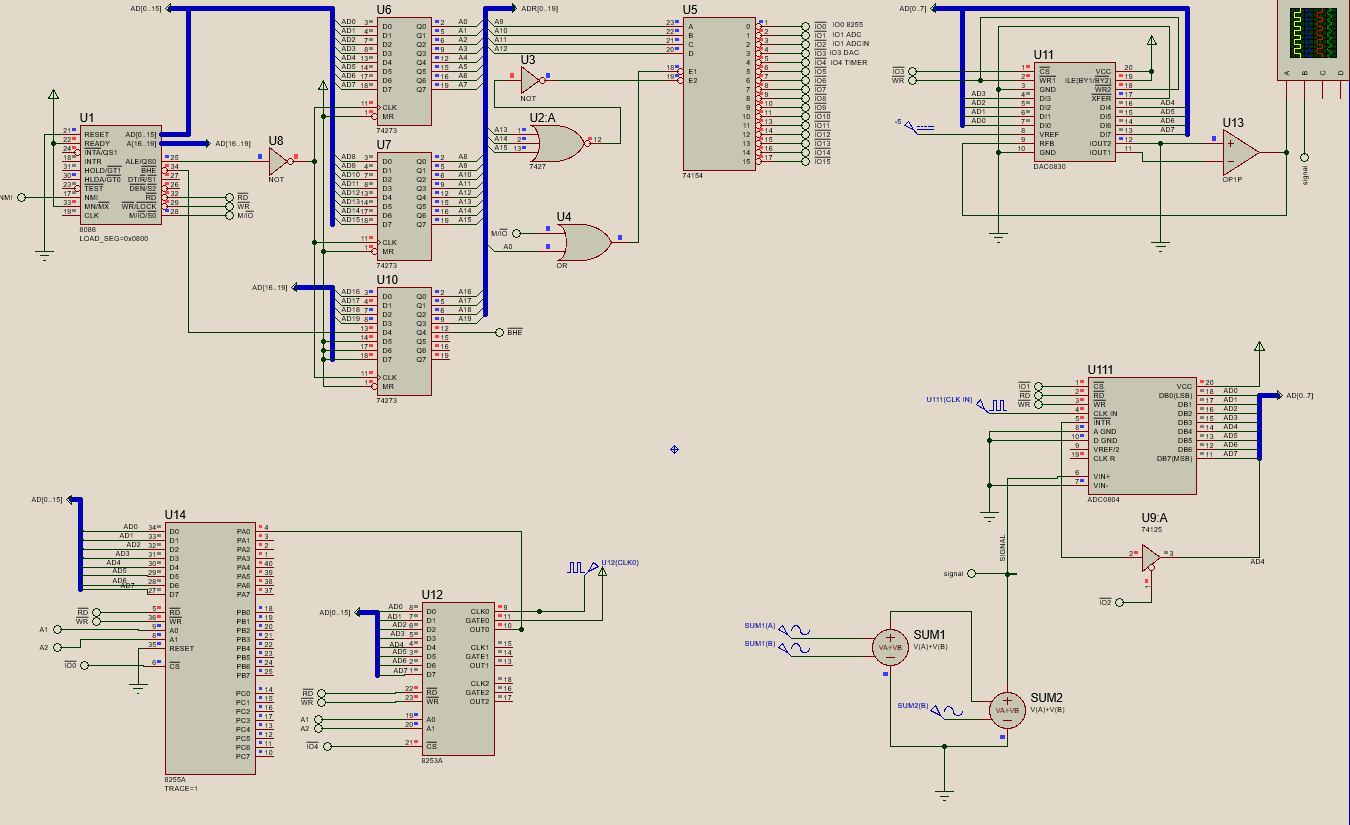 AD[0..15]
U6
AD0 3 D0 Q0 2 A0
AD1 4 D1 Q1 5 A1
AD2 7 D2 Q2 6 A2
AD3 8 D3 Q3 9 A3
AD4 13 D4 Q4 12 A4
AD5 14 D5 Q5 15 A5
AD6 17 D6 Q6 16 A6
AD7 18 D7 Q7 19 A7
11 CLK
1 MR
74273
ADR[0..19]
A9
A10
A11
A12
U3
NOT
U2:A
A13 1
A14 2
A15 13
12
7427
U4
M/IO
A0
OR
U5
23 A 0 1 IO0 IO0 8255
22 B 1 2 IO1 IO1 ADC
21 C 2 3 IO2 IO1 ADCIN
20 D 3 4 IO3 IO3 DAC
4 5 IO4 IO4 TIMER
18 E1 5 6 IO5
19 E2 6 7 IO6
7 8 IO7
8 9 IO8
9 10 IO9
10 11 IO10
11 13 IO11
12 14 IO12
13 15 IO13
14 16 IO14
15 17 IO15
74154
U1
21 RESET AD[0..15]
22 READY A[16..19] AD[16..19]
24 INTA/QS1
18 INTR ALE/QS0 25
31 HOLD/GT1 BHE 34
30 HLDA/GT0 DT/R/S1 27
23 TEST DEN/S2 26
NMI 17 NMI RD 32 RD
33 MN/MX WR/LOCK 29 WR
19 CLK M/IO/S0 28 M/IO
8086
LOAD_SEG=0x0800
U8
NOT
U7
AD8 3 D0 Q0 2 A8
AD9 4 D1 Q1 5 A9
AD10 7 D2 Q2 6 A10
AD11 8 D3 Q3 9 A11
AD12 13 D4 Q4 12 A12
AD13 14 D5 Q5 15 A13
AD14 17 D6 Q6 16 A14
AD15 18 D7 Q7 19 A15
11 CLK
1 MR
74273
U10
AD[16..19]
AD16 3 D0 Q0 2 A16
AD17 4 D1 Q1 5 A17
AD18 7 D2 Q2 6 A18
AD19 8 D3 Q3 9 A19
13 D4 Q4 12 BHE
14 D5 Q5 15
17 D6 Q6 16
18 D7 Q7 19
11 CLK
1 MR
74273
AD[0..7]
U11
IO3 1 CS VCC 20
WR 2 WR1 ILE(BY1/BY2) 19
3 GND WR2 18
AD3 4 DI3 XFER 17
AD2 5 DI2 DI4 16 AD4
AD1 6 DI1 DI5 15 AD5
AD0 7 DI0 DI6 14 AD6
-5 8 VREF DI7 13 AD7
9 RFB IOUT2 12
10 GND IOUT1 11
DAC0830
U13
OP1P
A
B
C
D
signal
U111
IO1 1 CS VCC 20
RD 2 RD DB0(LSB) 18 AD0
WR 3 WR DB1 17 AD1
U111(CLK IN) 4 CLK IN DB2 16 AD2
5 INTR DB3 15 AD3
8 A GND DB4 14 AD4
10 D GND DB5 13 AD5
9 VREF/2 DB6 12 AD6
19 CLK R DB7(MSB) 11 AD7
6 VIN+
7 VIN-
ADC0804
AD[0..7]
U9:A
74125
2 3
1
AD4
IO2
SIGNAL
signal
SUM1(A)
SUM1(B)
SUM1
VA+VB
V(A)+V(B)
SUM2(B)
SUM2
VA+VB
V(A)+V(B)
AD[0..15]
U14
AD0 34 D0 PA0 4
AD1 33 D1 PA1 3
AD2 32 D2 PA2 2
AD3 31 D3 PA3 1
AD4 30 D4 PA4 40
AD5 29 D5 PA5 39
AD6 28 D6 PA6 38
AD7 27 D7 PA7 37
RD 5 RD PB0 18
WR 36 WR PB1 19
A1 9 A0 PB2 20
A2 8 A1 PB3 21
35 RESET PB4 22
PB5 23
IO0 6 CS PB6 24
PB7 25
PC0 14
PC1 15
PC2 16
PC3 17
PC4 13
PC5 12
PC6 11
PC7 10
8255A
TRACE=1
U12(CLK0)
AD[0..15]
U12
AD0 8 D0 CLK0 9
AD1 7 D1 GATE0 11
AD2 6 D2 OUT0 10
AD3 5 D3
AD4 4 D4 CLK1 15
AD5 3 D5 GATE1 14
AD6 2 D6 OUT1 13
AD7 1 D7
CLK2 18
RD 22 RD GATE2 16
WR 23 WR OUT2 17
A1 19 A0
A2 20 A1
IO4 21 CS
8253A